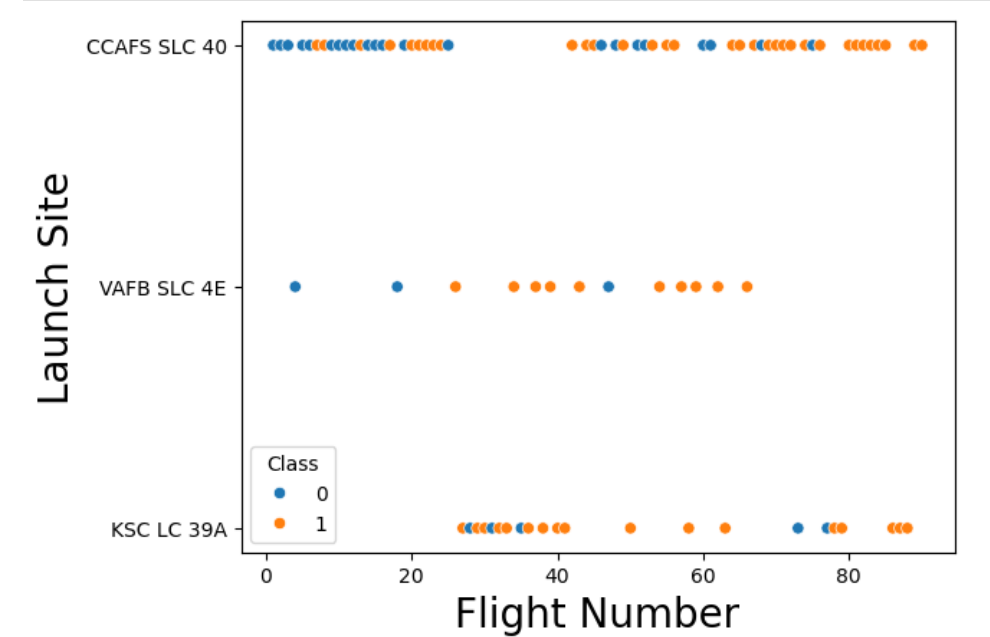 CCAFS SLC 40
VAFB SLC 4E
KSC LC 39A
Launch Site
Class
0
1
0 20 40 60 80
Flight Number